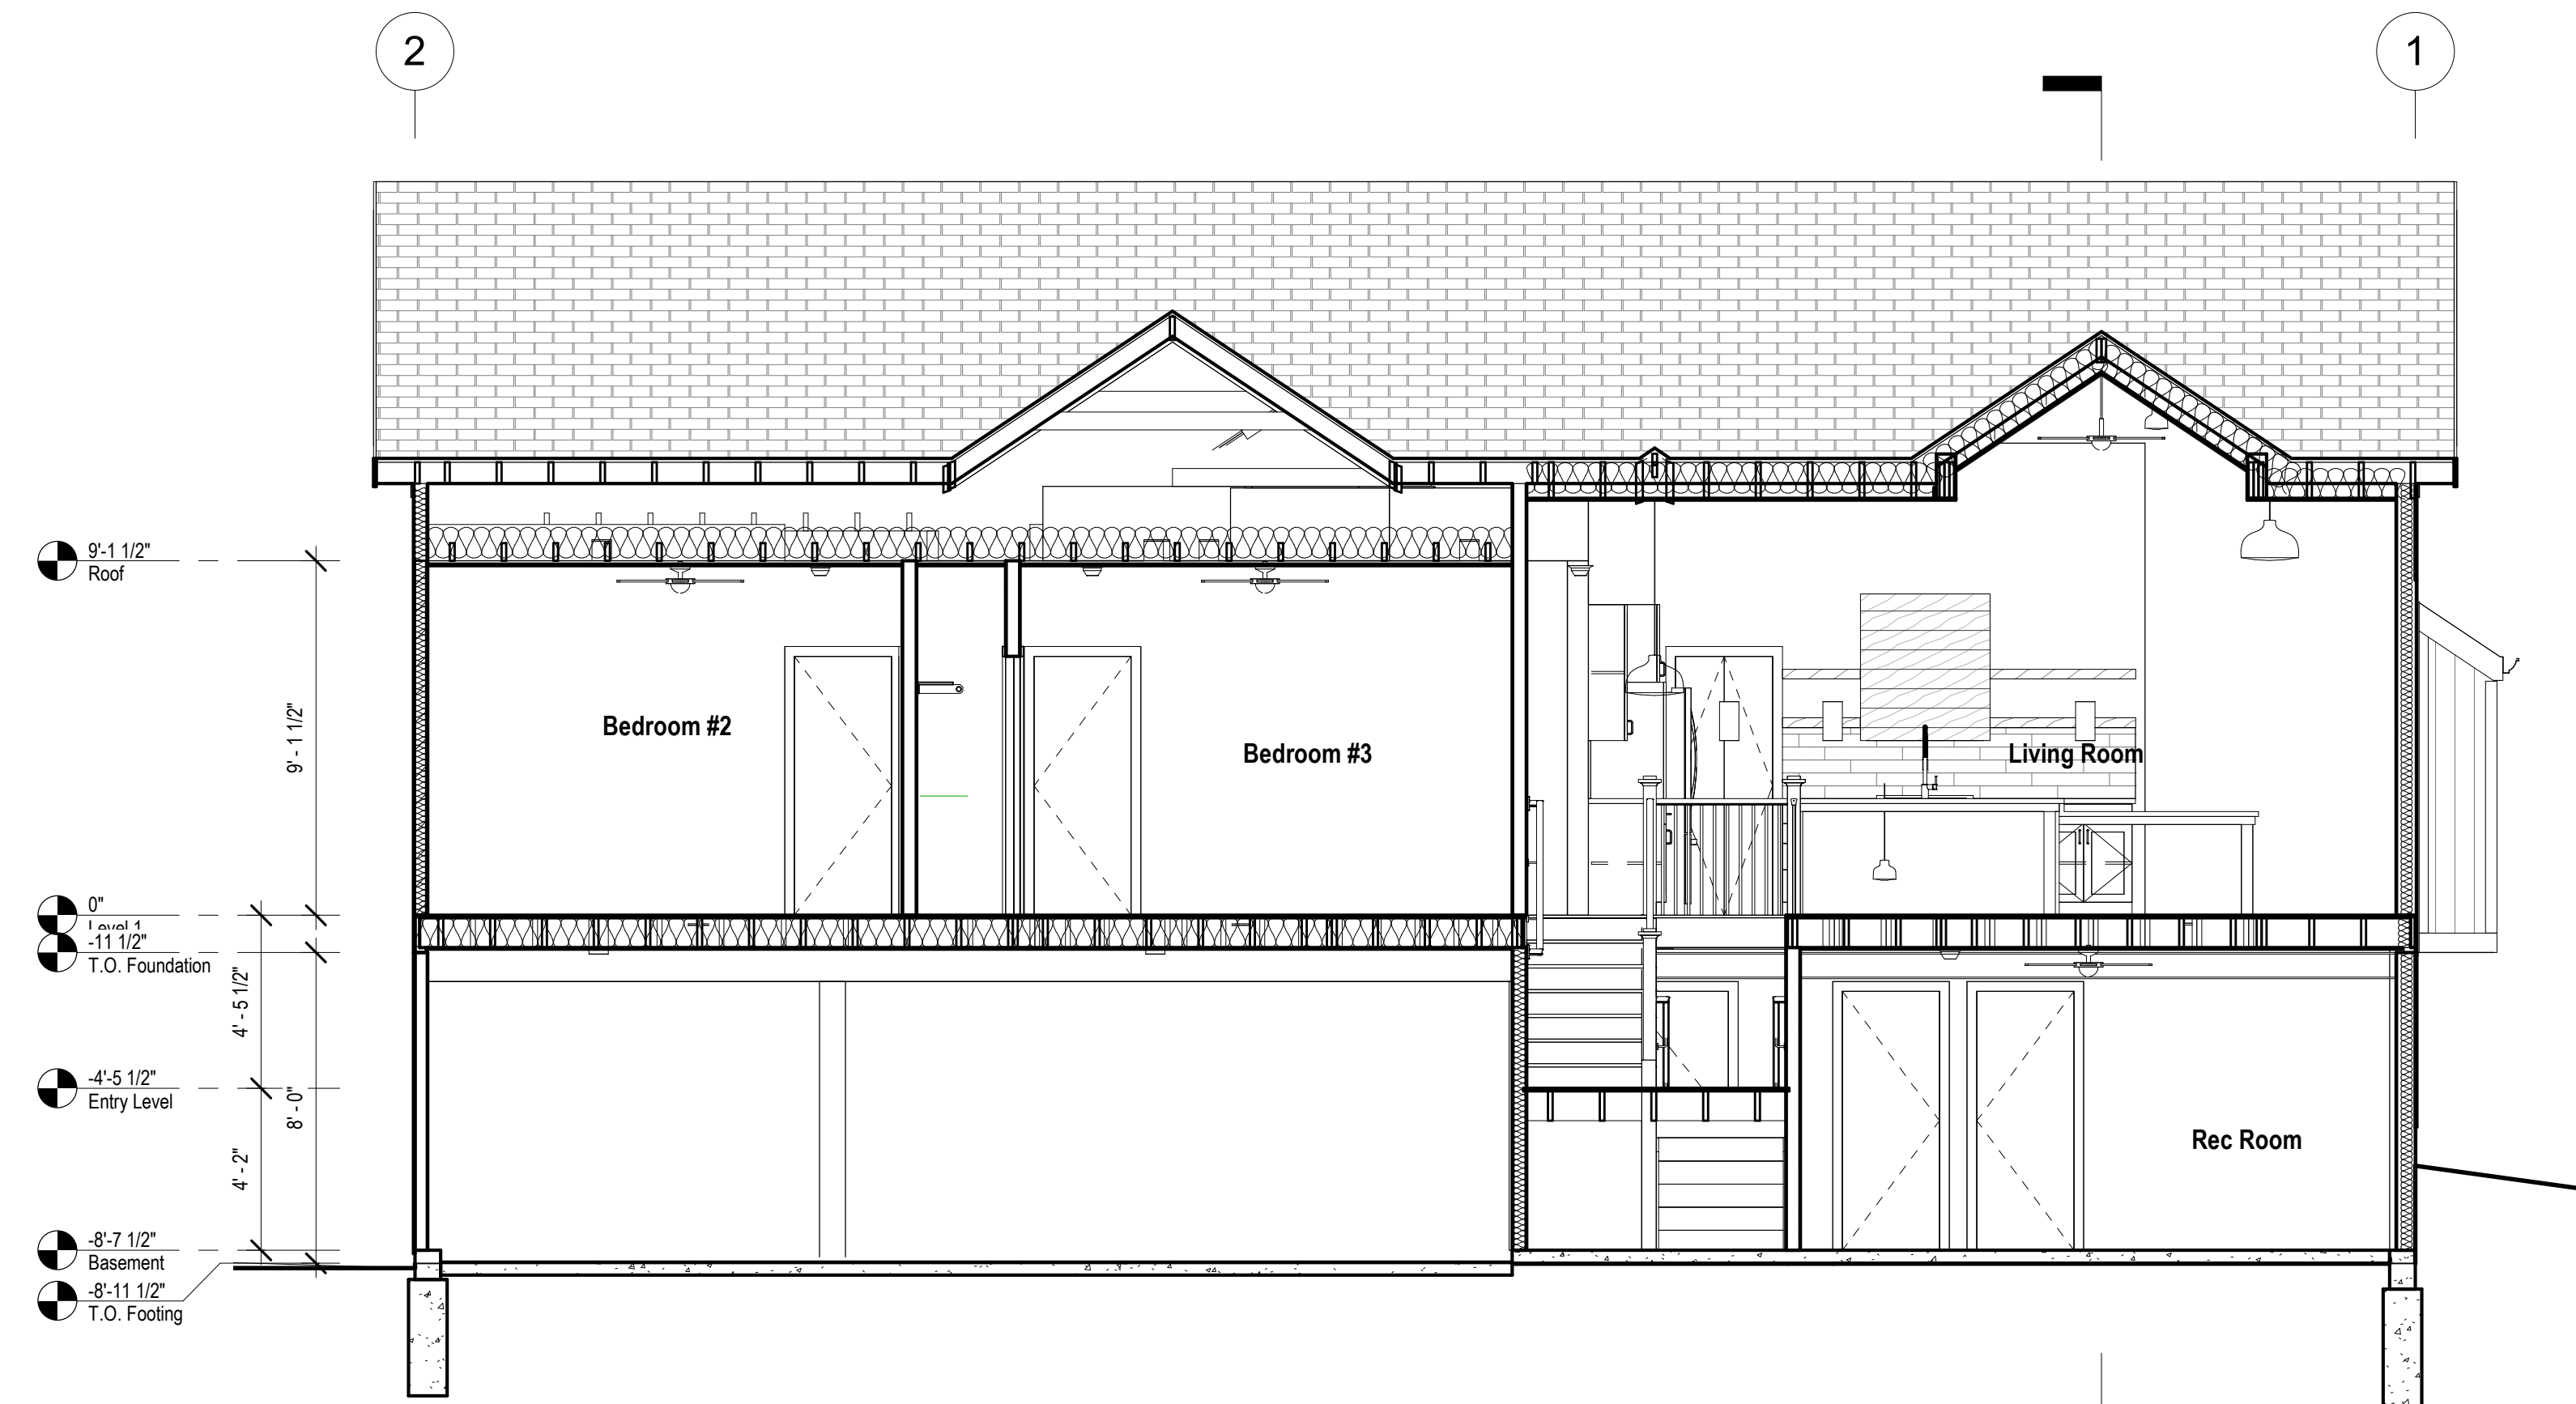 2
1
9'-1 1/2"
Roof
9' - 1 1/2"
Bedroom #2
Bedroom #3
Living Room
0"
Level 1
-11 1/2"
T.O. Foundation
4' - 5 1/2"
-4'-5 1/2"
Entry Level
8' - 0"
4' - 2"
Rec Room
-8'-7 1/2"
Basement
-8'-11 1/2"
T.O. Footing